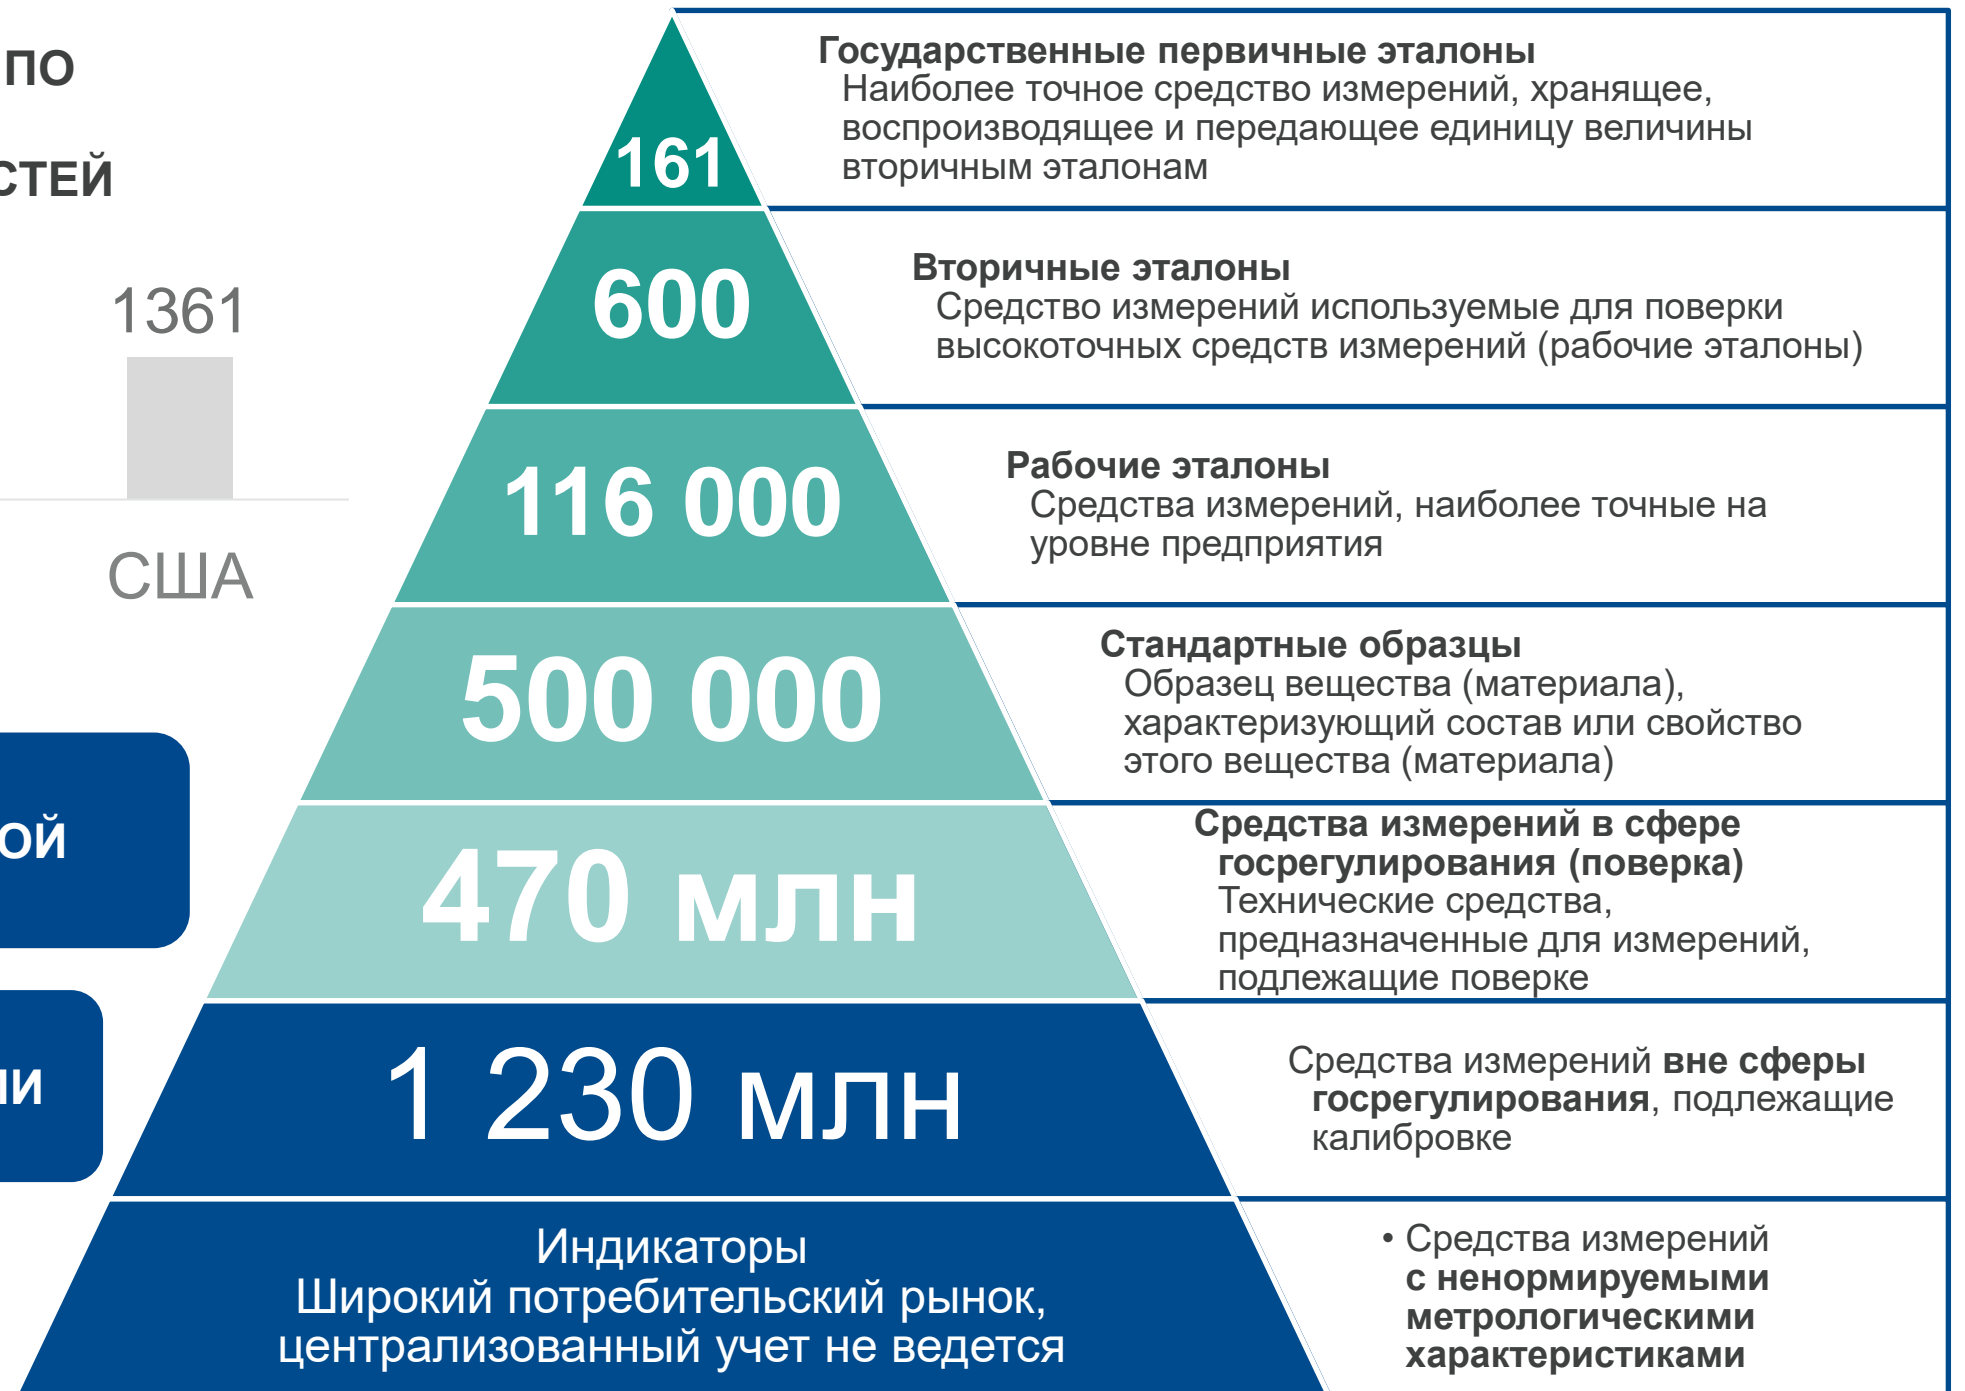 ПО
СТЕЙ
1361
США
ОЙ
ИИ
161
Государственные первичные эталоны
Наиболее точное средство измерений, хранящее,
воспроизводящее и передающее единицу величины
вторичным эталонам
600
Вторичные эталоны
Средство измерений используемые для поверки
высокоточных средств измерений (рабочие эталоны)
116 000
Рабочие эталоны
Средства измерений, наиболее точные на
уровне предприятия
500 000
Стандартные образцы
Образец вещества (материала),
характеризующий состав или свойство
этого вещества (материала)
470 млн
Средства измерений в сфере
госрегулирования (поверка)
Технические средства,
предназначенные для измерений,
подлежащие поверке
1 230 млн
Средства измерений вне сферы
госрегулирования, подлежащие
калибровке
Индикаторы
Широкий потребительский рынок,
централизованный учет не ведется
• Средства измерений
с ненормируемыми
метрологическими
характеристиками